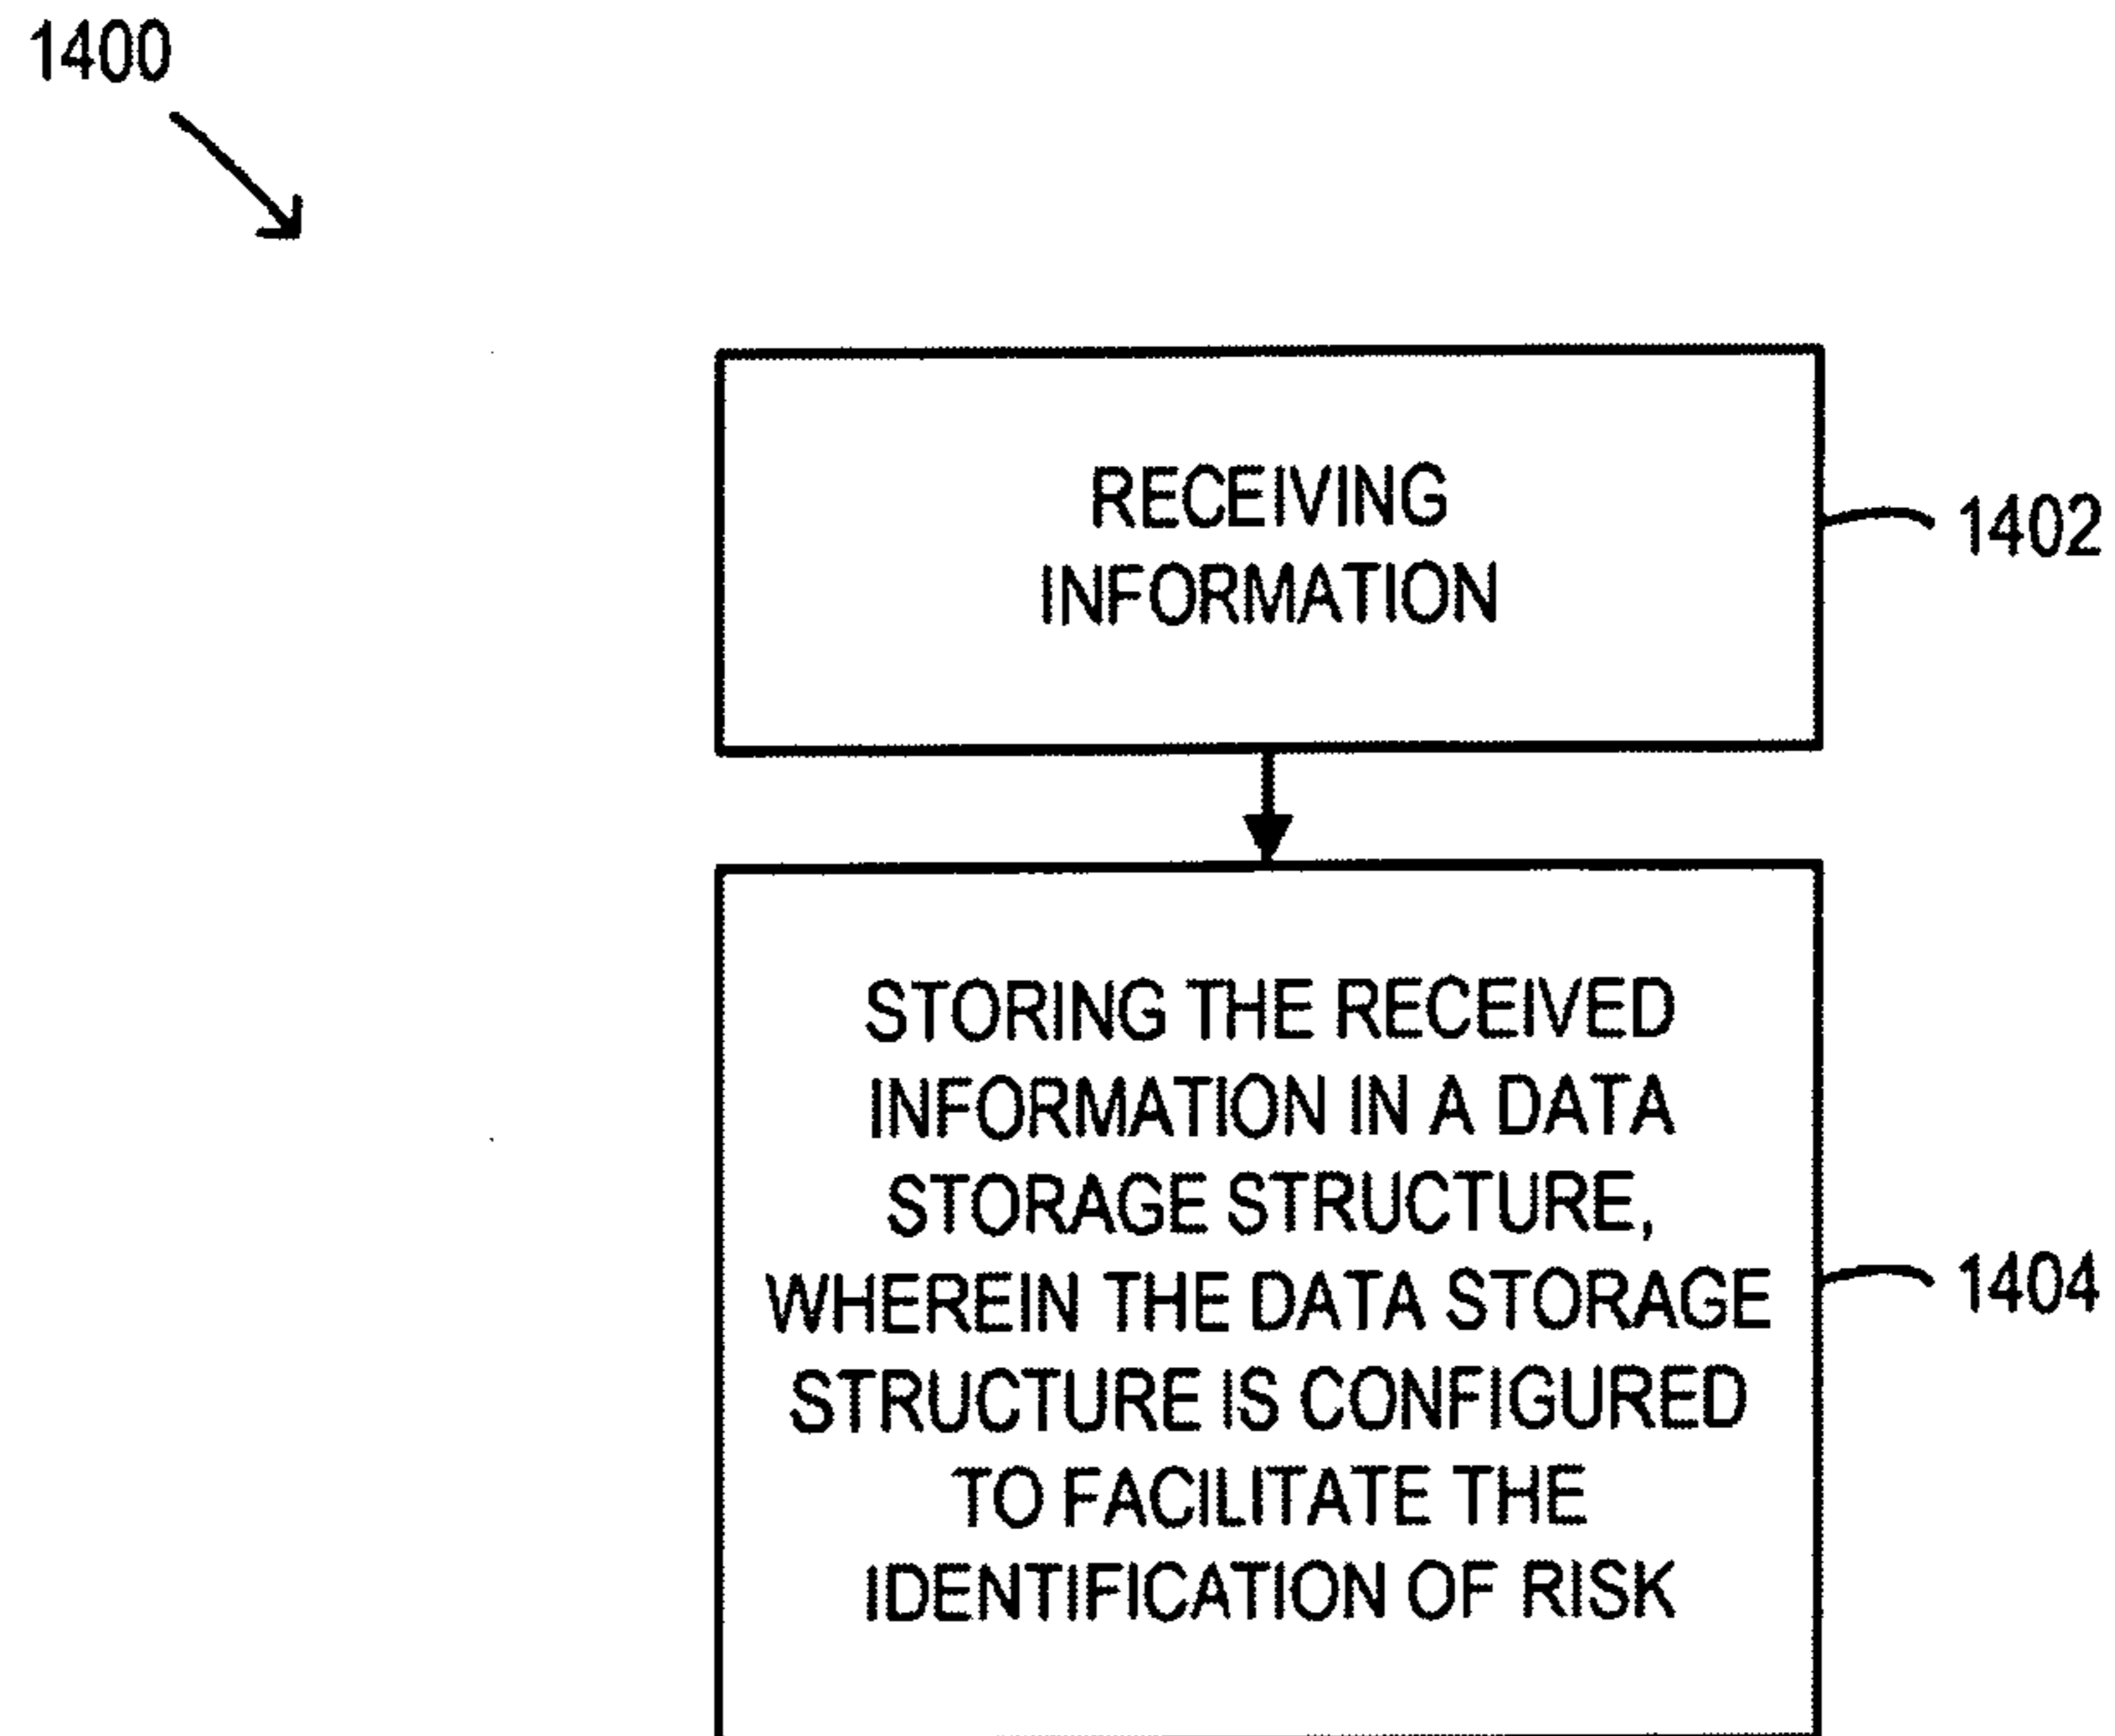 1400
RECEIVING
INFORMATION
1402
STORING THE RECEIVED
INFORMATION IN A DATA
STORAGE STRUCTURE,
WHEREIN THE DATA STORAGE
STRUCTURE IS CONFIGURED
TO FACILITATE THE
IDENTIFICATION OF RISK
1404